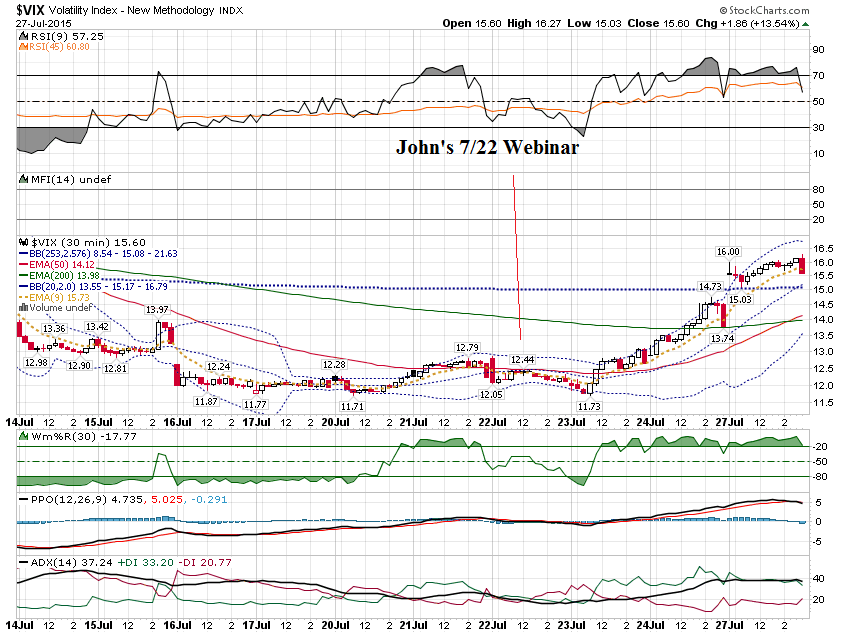 $VIX Volatility Index - New Methodology INDX © StockCharts.com
27-Jul-2015 Open 15.60 High 16.27 Low 15.03 Close 15.60 Chg +1.86 (+13.54%)
RSI(9) 57.25
RSI(45) 60.80
90
70
50
30
10
John's 7/22 Webinar
MFI(14) undef
80
50
20
$VIX (30 min) 15.60
BB(253,2.576) 8.54 - 15.08 - 21.63
EMA(50) 14.12
EMA(200) 13.98
BB(20,2.0) 13.55 - 15.17 - 16.79
EMA(9) 15.73
Volume undef
16.5
16.0
15.5
15.0
14.5
14.0
13.5
13.0
12.5
12.0
11.5
16.00
14.73
15.03
13.97
13.74
13.36
13.42
12.98
12.90
12.81
12.24
12.28
12.79
12.44
11.87
11.77
11.71
12.05
11.73
14Jul 12 2 15Jul 12 2 16Jul 12 2 17Jul 12 2 20Jul 12 2 21Jul 12 2 22Jul 12 2 23Jul 12 2 24Jul 12 2 27Jul 12 2
Wm%R(30) -17.77
-20
-50
-80
PPO(12,26,9) 4.735, 5.025, -0.291
5
0
-5
ADX(14) 37.24 +DI 33.20 -DI 20.77
40
20
14Jul 12 2 15Jul 12 2 16Jul 12 2 17Jul 12 2 20Jul 12 2 21Jul 12 2 22Jul 12 2 23Jul 12 2 24Jul 12 2 27Jul 12 2